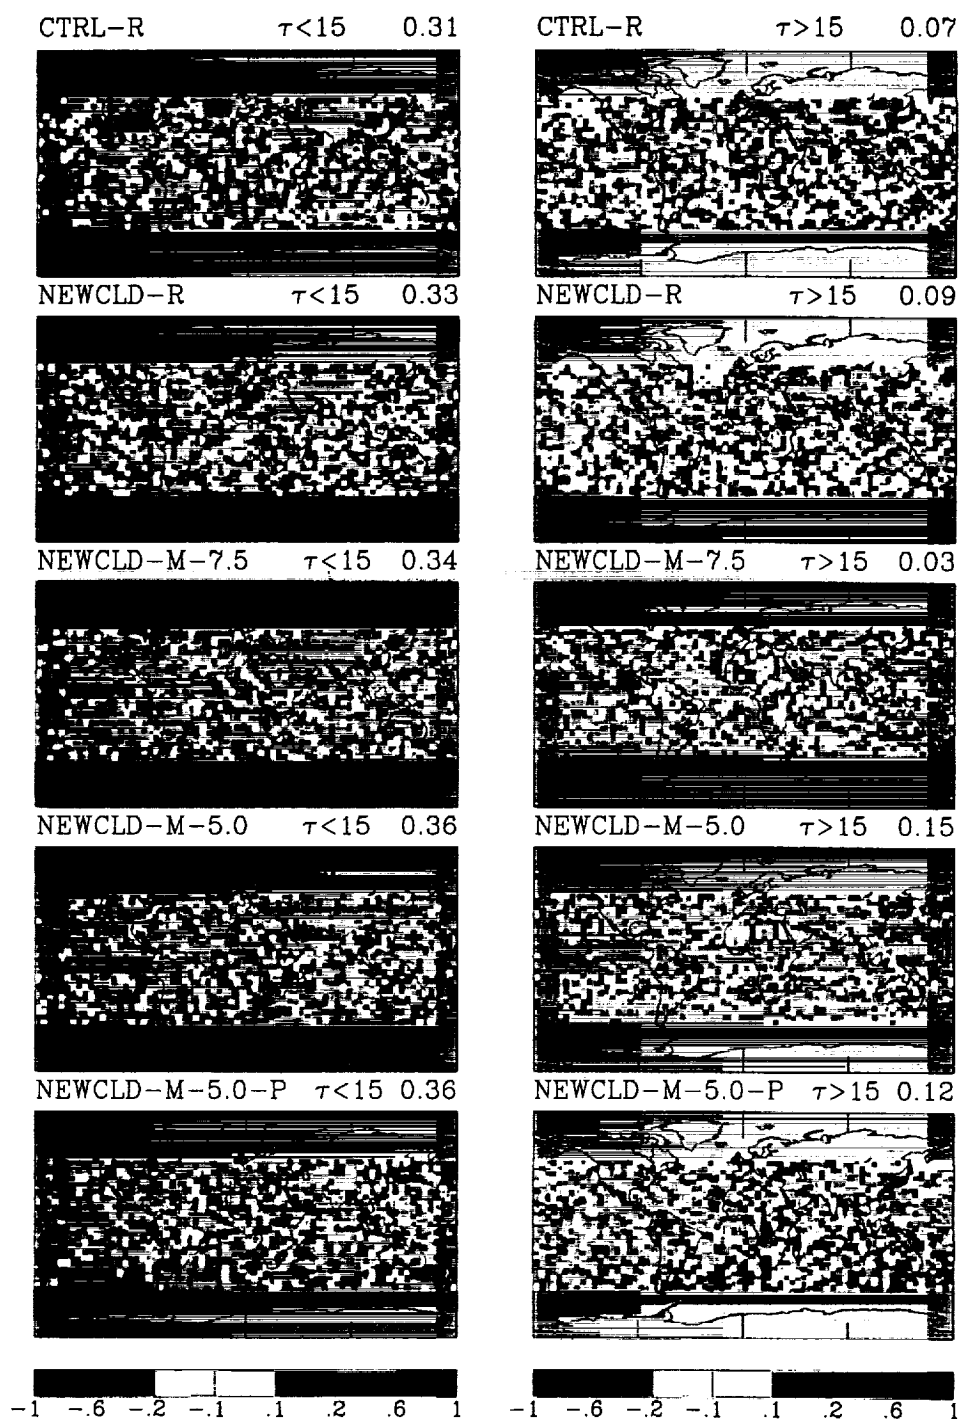 CTRL-R τ<15 0.31 CTRL-R τ>15 0.07
NEWCLD-R τ<15 0.33 NEWCLD-R τ>15 0.09
NEWCLD-M-7.5 τ<15 0.34 NEWCLD-M-7.5 τ>15 0.03
NEWCLD-M-5.0 τ<15 0.36 NEWCLD-M-5.0 τ>15 0.15
NEWCLD-M-5.0-P τ<15 0.36 NEWCLD-M-5.0-P τ>15 0.12
-1 -.6 -.2 -.1 .1 .2 .6 1 -1 -.6 -.2 -.1 .1 .2 .6 1